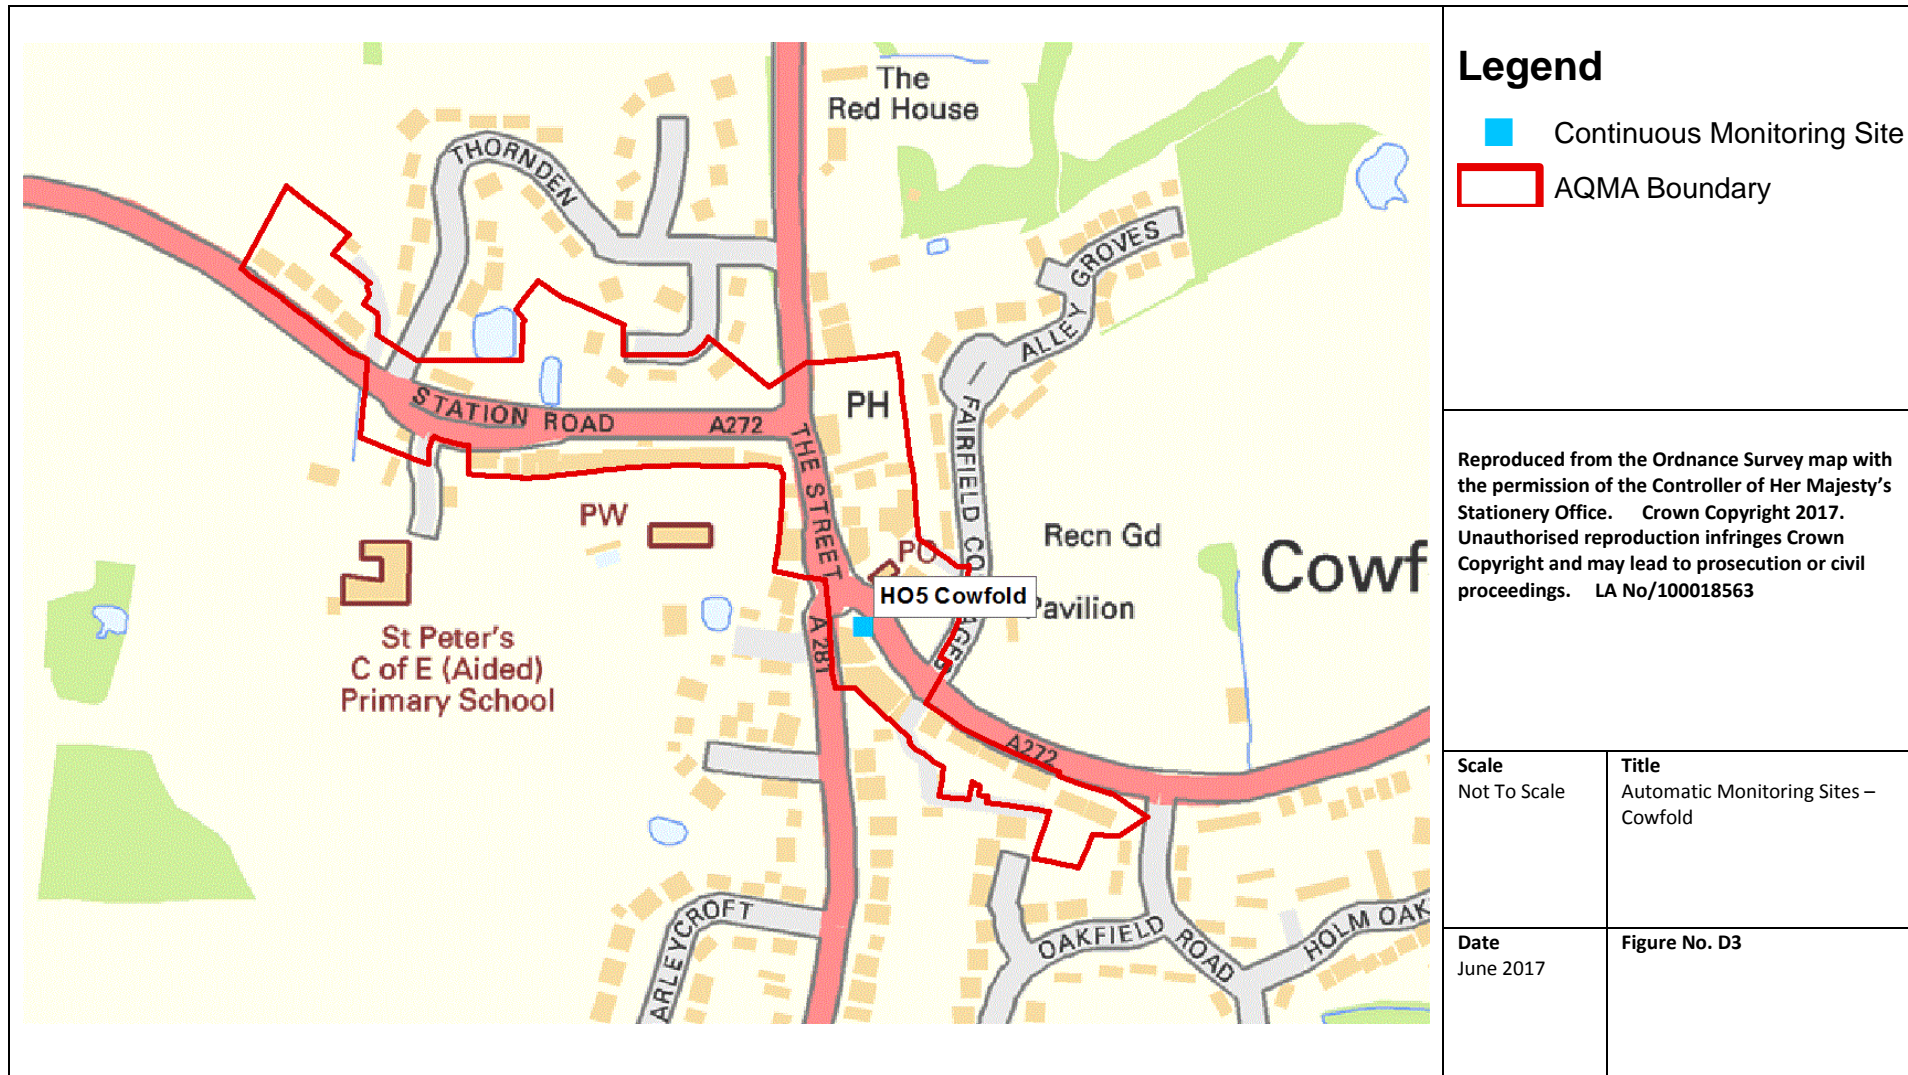 The
Red House
THORNDEN
ALLEY GROVES
STATION ROAD
A272
PH
THE STREET
FAIRFIELD COTTAGES
PW
PO
Recn Gd
Cowf
HO5 Cowfold
Pavilion
St Peter's
C of E (Aided)
Primary School
A 281
A272
ARLEYCROFT
OAKFIELD ROAD
HOLM OAK
Legend
Continuous Monitoring Site
AQMA Boundary
Reproduced from the Ordnance Survey map with
the permission of the Controller of Her Majesty's
Stationery Office. Crown Copyright 2017.
Unauthorised reproduction infringes Crown
Copyright and may lead to prosecution or civil
proceedings. LA No/100018563
Scale
Not To Scale
Title
Automatic Monitoring Sites –
Cowfold
Date
June 2017
Figure No. D3